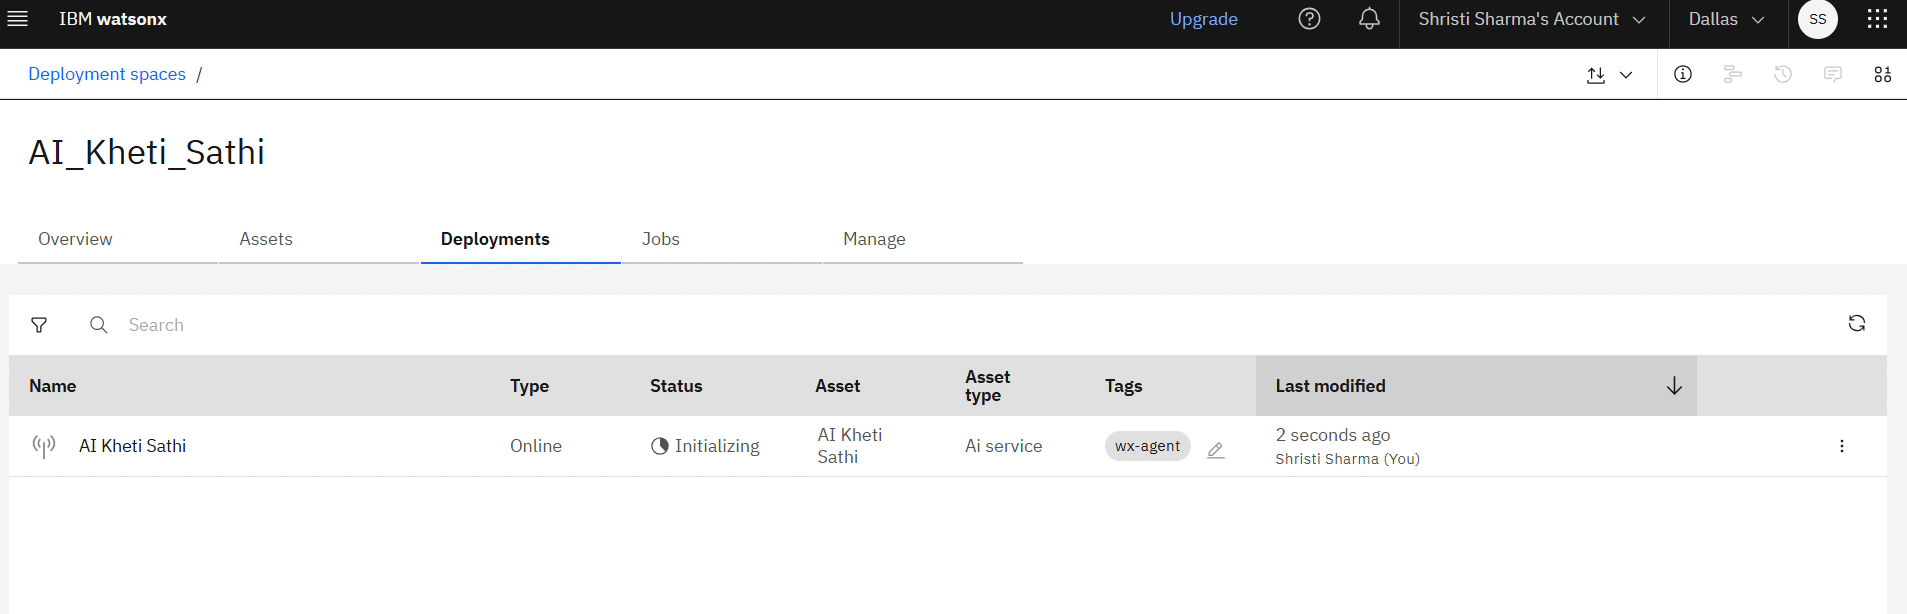 IBM watsonx
Upgrade
Shristi Sharma's Account
Dallas
SS
Deployment spaces /
AI_Kheti_Sathi
Overview
Assets
Deployments
Jobs
Manage
Search
Name
Type
Status
Asset
Asset
type
Tags
Last modified
AI Kheti Sathi
Online
Initializing
AI Kheti
Sathi
Ai service
wx-agent
2 seconds ago
Shristi Sharma (You)